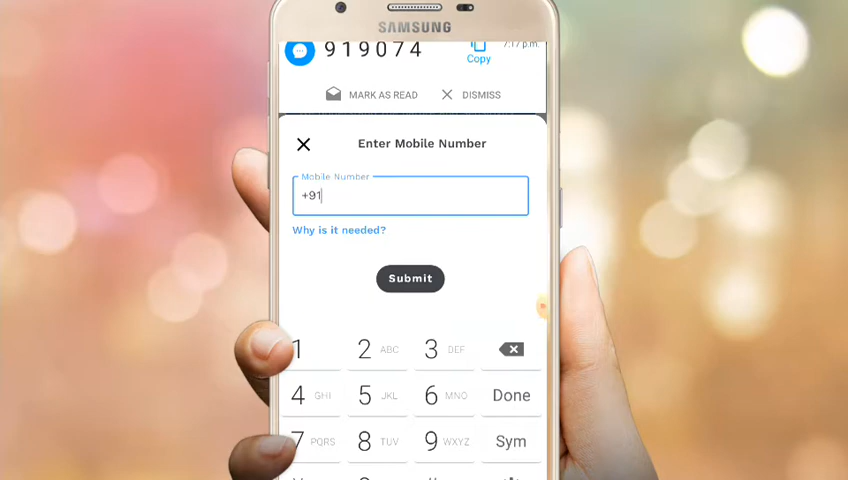 SAMSUNG
919074
7:17 p.m.
Copy
MARK AS READ
DISMISS
Enter Mobile Number
Mobile Number
+91
Why is it needed?
Submit
1
2 ABC
3 DEF
4 GHI
5 JKL
6 MNO
Done
7 PQRS
8 TUV
9 WXYZ
Sym